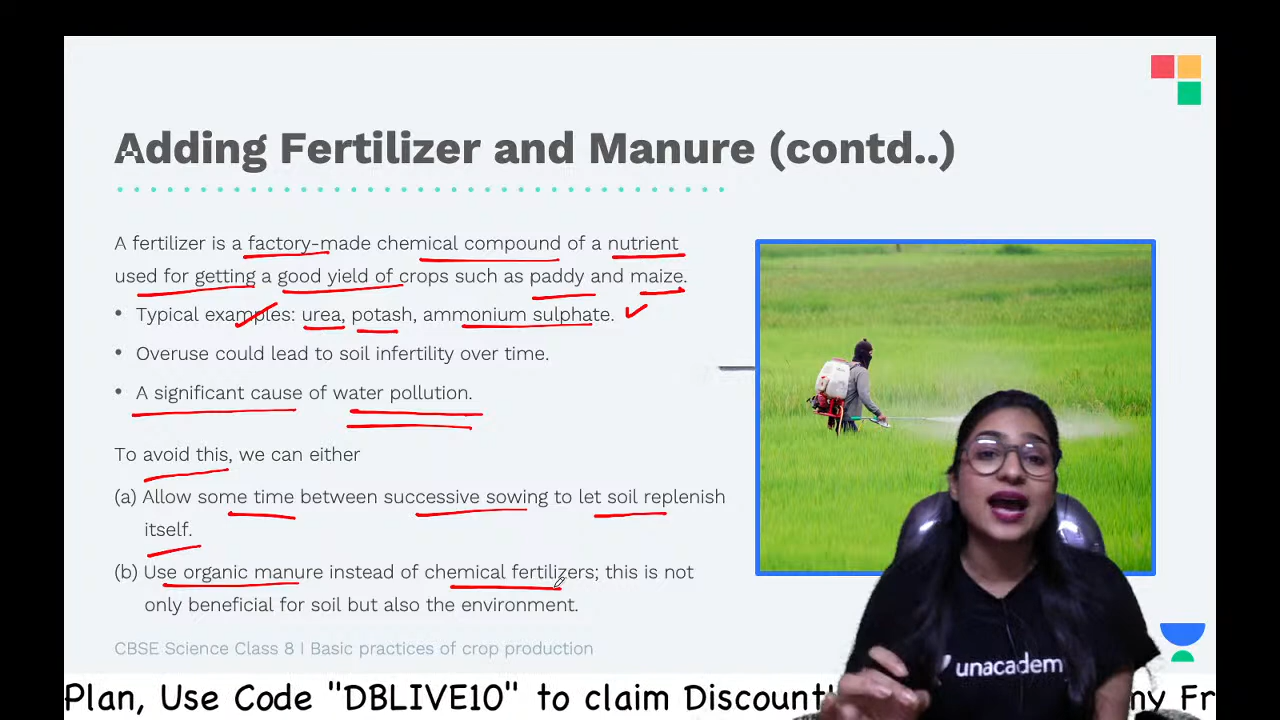 Adding Fertilizer and Manure (contd..)
A fertilizer is a factory-made chemical compound of a nutrient
used for getting a good yield of crops such as paddy and maize.
• Typical examples: urea, potash, ammonium sulphate.
• Overuse could lead to soil infertility over time.
• A significant cause of water pollution.
To avoid this, we can either
(a) Allow some time between successive sowing to let soil replenish
itself.
(b) Use organic manure instead of chemical fertilizers; this is not
only beneficial for soil but also the environment.
CBSE Science Class 8 | Basic practices of crop production
unacadem
Plan, Use Code "DBLIVE10" to claim Discount! ny Fr